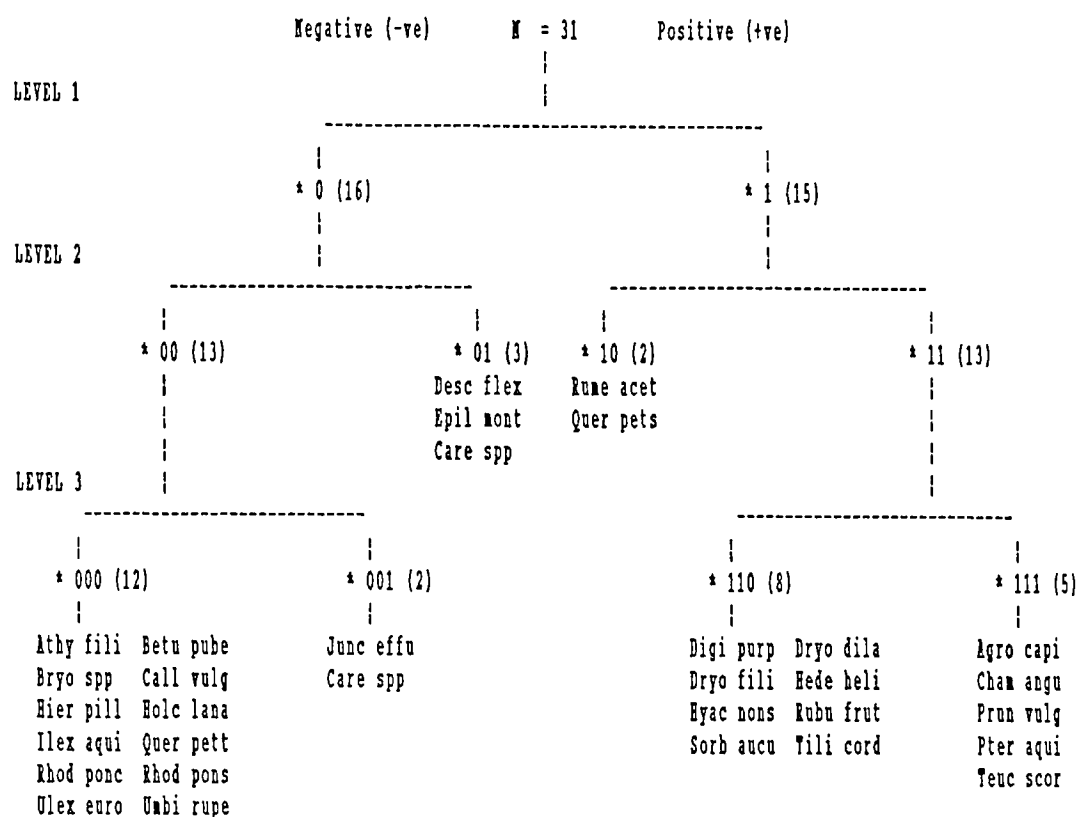 Negative (-ve) N = 31 Positive (+ve)
LEVEL 1
* 0 (16) * 1 (15)
LEVEL 2
* 00 (13) * 01 (3) * 10 (2) * 11 (13)
Desc flex Rume acet
Epil mont Quer pets
Care spp
LEVEL 3
* 000 (12) * 001 (2) * 110 (8) * 111 (5)
Athy fili Betu pube Junc effu Digi purp Dryo dila Agro capi
Bryo spp Call vulg Care spp Dryo fili Hede heli Cham angu
Hier pill Holc lana Hyac nons Rubu frut Prun vulg
Ilex aqui Quer pett Sorb aucu Tili cord Pter aqui
Rhod ponc Rhod pons Teuc scor
Ulex euro Umbi rupe